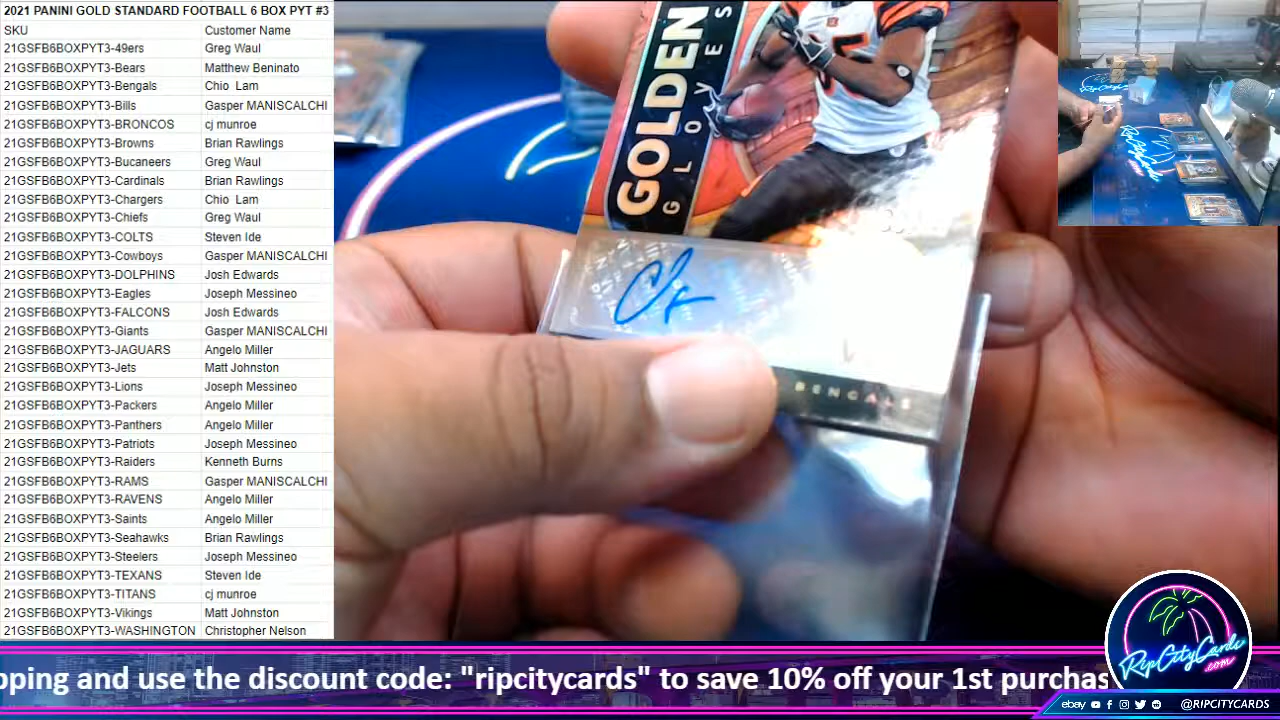 2021 PANINI GOLD STANDARD FOOTBALL 6 BOX PYT #3
SKU Customer Name
21GSFB6BOXPYT3-49ers Greg Waul
21GSFB6BOXPYT3-Bears Matthew Beninato
21GSFB6BOXPYT3-Bengals Chio Lam
21GSFB6BOXPYT3-Bills Gasper MANISCALCHI
21GSFB6BOXPYT3-BRONCOS cj munroe
21GSFB6BOXPYT3-Browns Brian Rawlings
21GSFB6BOXPYT3-Bucaneers Greg Waul
21GSFB6BOXPYT3-Cardinals Brian Rawlings
21GSFB6BOXPYT3-Chargers Chio Lam
21GSFB6BOXPYT3-Chiefs Greg Waul
21GSFB6BOXPYT3-COLTS Steven Ide
21GSFB6BOXPYT3-Cowboys Gasper MANISCALCHI
21GSFB6BOXPYT3-DOLPHINS Josh Edwards
21GSFB6BOXPYT3-Eagles Joseph Messineo
21GSFB6BOXPYT3-FALCONS Josh Edwards
21GSFB6BOXPYT3-Giants Gasper MANISCALCHI
21GSFB6BOXPYT3-JAGUARS Angelo Miller
21GSFB6BOXPYT3-Jets Matt Johnston
21GSFB6BOXPYT3-Lions Joseph Messineo
21GSFB6BOXPYT3-Packers Angelo Miller
21GSFB6BOXPYT3-Panthers Angelo Miller
21GSFB6BOXPYT3-Patriots Joseph Messineo
21GSFB6BOXPYT3-Raiders Kenneth Burns
21GSFB6BOXPYT3-RAMS Gasper MANISCALCHI
21GSFB6BOXPYT3-RAVENS Angelo Miller
21GSFB6BOXPYT3-Saints Angelo Miller
21GSFB6BOXPYT3-Seahawks Brian Rawlings
21GSFB6BOXPYT3-Steelers Joseph Messineo
21GSFB6BOXPYT3-TEXANS Steven Ide
21GSFB6BOXPYT3-TITANS cj munroe
21GSFB6BOXPYT3-Vikings Matt Johnston
21GSFB6BOXPYT3-WASHINGTON Christopher Nelson
GOLDEN
GLOVES
BENGALS
RipCityCards
RipCityCards
.com
pping and use the discount code: "ripcitycards" to save 10% off your 1st purchas
ebay @RIPCITYCARDS